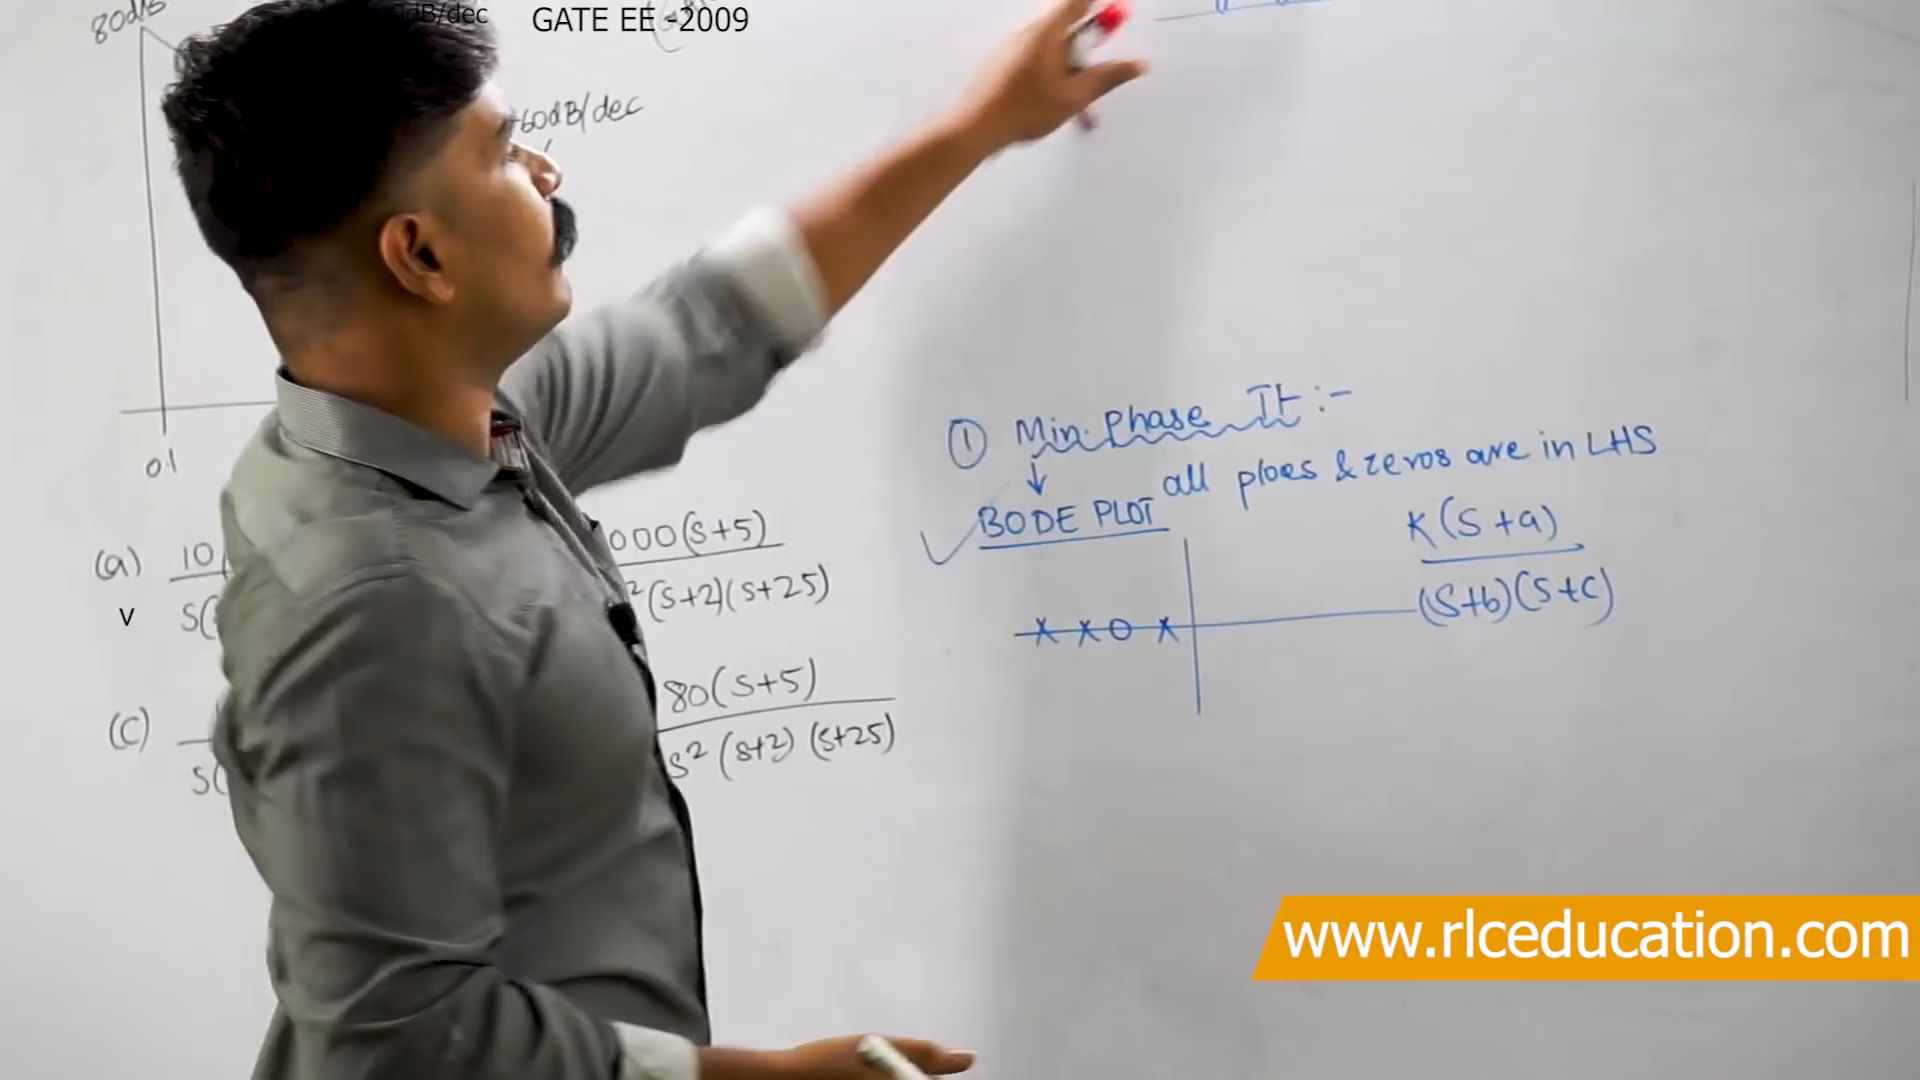 80dB
dB/dec
GATE EE -2009
+60dB/dec
0.1
① Min. Phase Tf :-
all ploes & zeros are in LHS
BODE PLOT
K(S+a)
(S+b)(S+c)
(a) 10
S(
000(s+5)
²(s+2)(s+25)
v
(C)
S(
80(S+5)
s² (s+2) (s+25)
x x o x
www.rlceducation.com